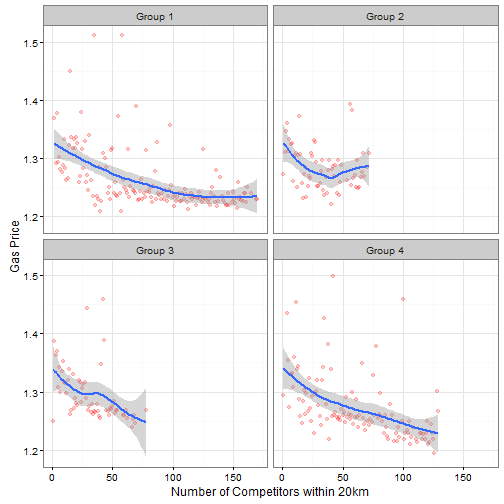 Group 1
Group 2
1.5
1.4
1.3
1.2
Group 3
Group 4
1.5
1.4
1.3
1.2
0 50 100 150
0 50 100 150
Gas Price
Number of Competitors within 20km